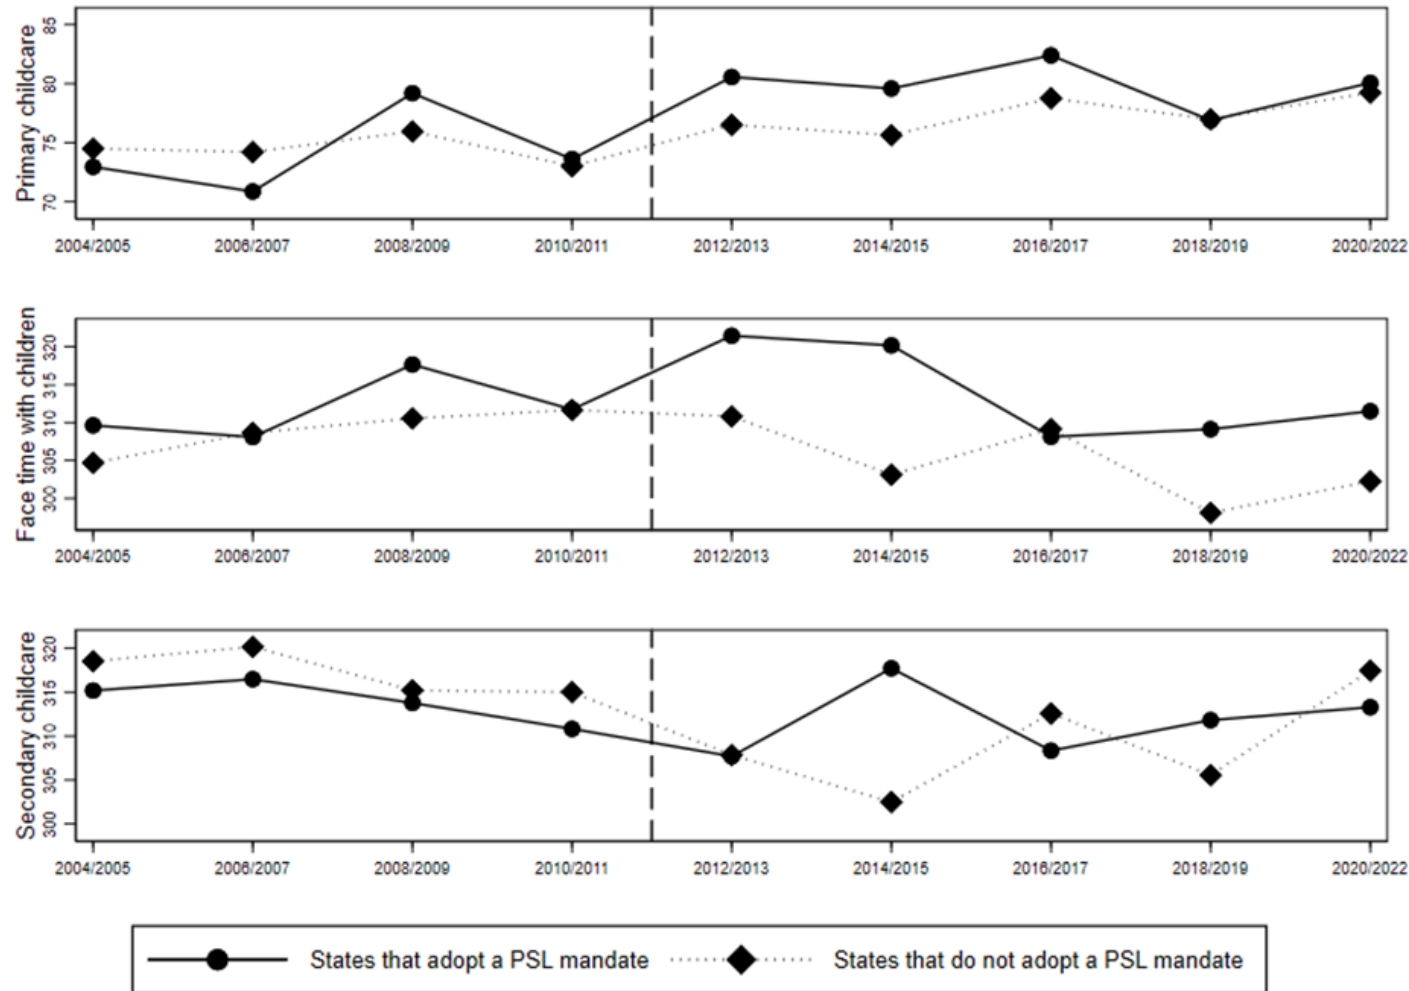 Primary childcare
85
80
75
70
2004/2005 2006/2007 2008/2009 2010/2011 2012/2013 2014/2015 2016/2017 2018/2019 2020/2022
Face time with children
320
315
310
305
300
2004/2005 2006/2007 2008/2009 2010/2011 2012/2013 2014/2015 2016/2017 2018/2019 2020/2022
Secondary childcare
320
315
310
305
300
2004/2005 2006/2007 2008/2009 2010/2011 2012/2013 2014/2015 2016/2017 2018/2019 2020/2022
States that adopt a PSL mandate States that do not adopt a PSL mandate